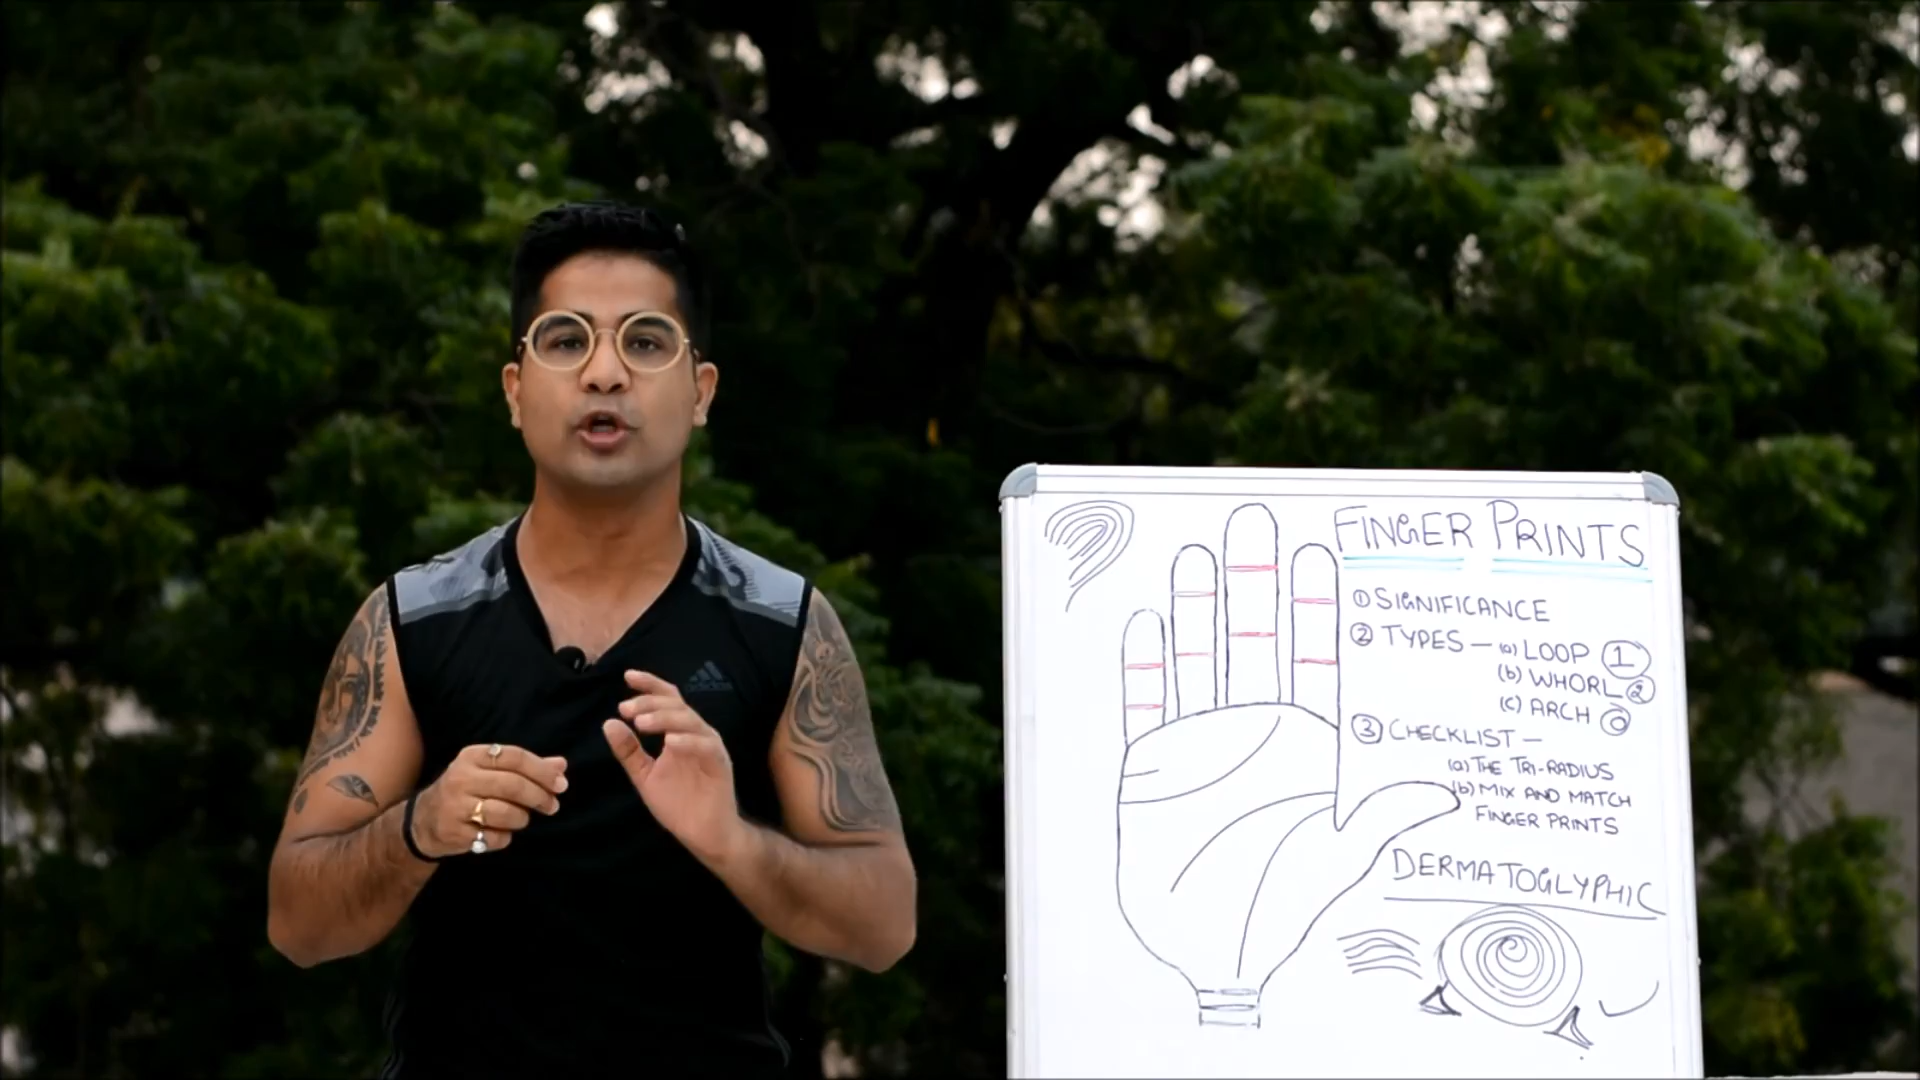 FINGER PRINTS
① SIGNIFICANCE
② TYPES — (a) LOOP ①
(b) WHORL ②
(c) ARCH ⓪
③ CHECKLIST —
(a) THE TRI-RADIUS
(b) MIX AND MATCH
FINGER PRINTS
DERMATOGLYPHIC
adidas